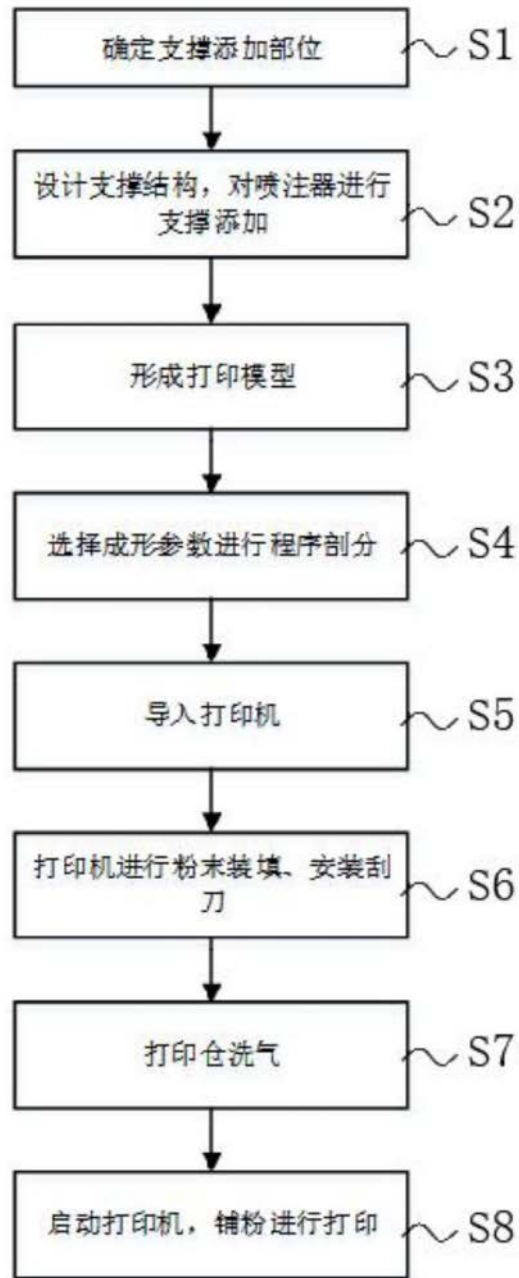 确定支撑添加部位 S1
设计支撑结构，对喷注器进行
支撑添加 S2
形成打印模型 S3
选择成形参数进行程序剖分 S4
导入打印机 S5
打印机进行粉末装填、安装刮
刀 S6
打印仓洗气 S7
启动打印机，铺粉进行打印 S8